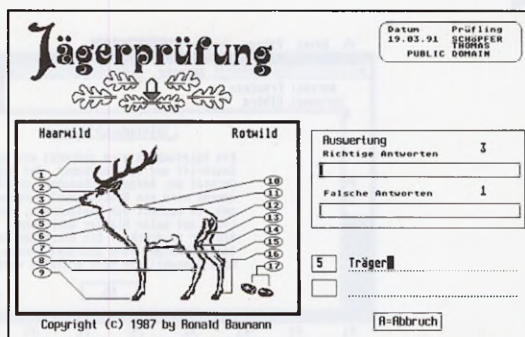 Jägerprüfung
Datum Prüfling
19.03.91 SCHöPFER
THOMAS
PUBLIC DOMAIN
Haarwild Rotwild
1
2
3
4
5
6
7
8
9
10
11
12
13
14
15
16
17
Auswertung
Richtige Antworten 3
Falsche Antworten 1
5 Träger
A=Abbruch
Copyright (c) 1987 by Ronald Baumann